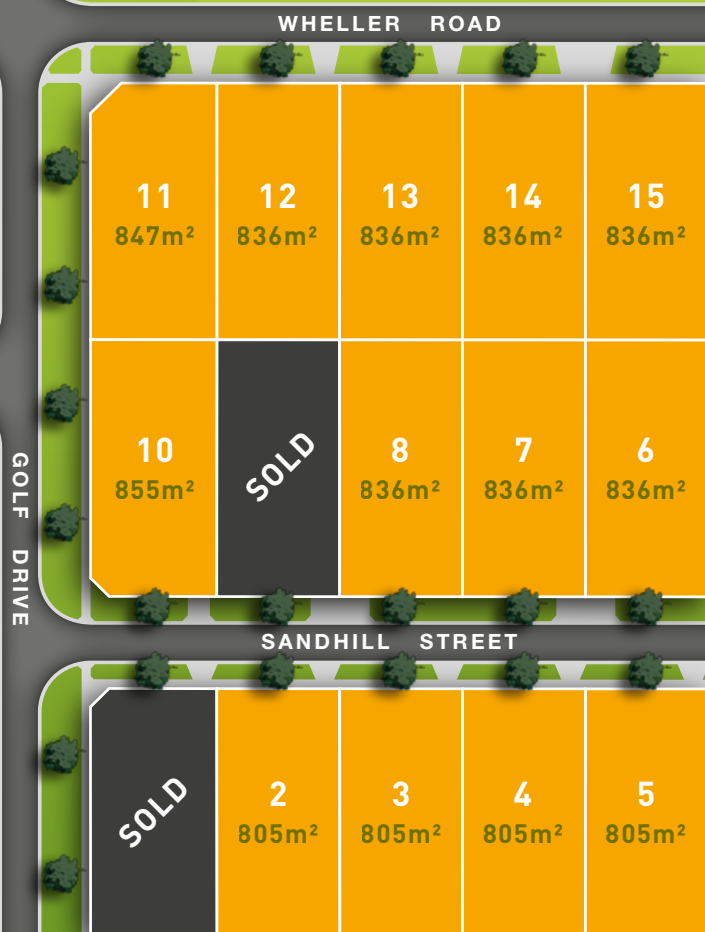 WHELLER ROAD
11
847m²
12
836m²
13
836m²
14
836m²
15
836m²
10
855m²
SOLD
8
836m²
7
836m²
6
836m²
GOLF DRIVE
SANDHILL STREET
SOLD
2
805m²
3
805m²
4
805m²
5
805m²